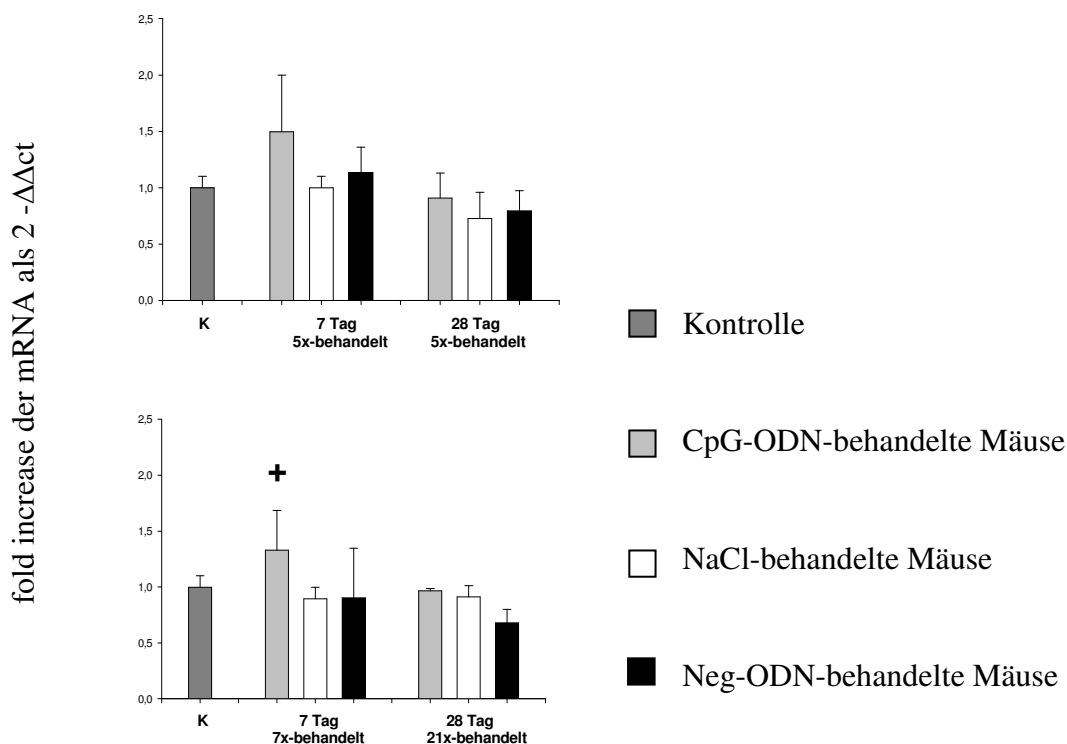 fold increase der mRNA als 2 -ΔΔct
2,5
2,0
1,5
1,0
0,5
0,0
K
7 Tag
5x-behandelt
28 Tag
5x-behandelt
2,5
2,0
+
1,5
1,0
0,5
0,0
K
7 Tag
7x-behandelt
28 Tag
21x-behandelt
Kontrolle
CpG-ODN-behandelte Mäuse
NaCl-behandelte Mäuse
Neg-ODN-behandelte Mäuse